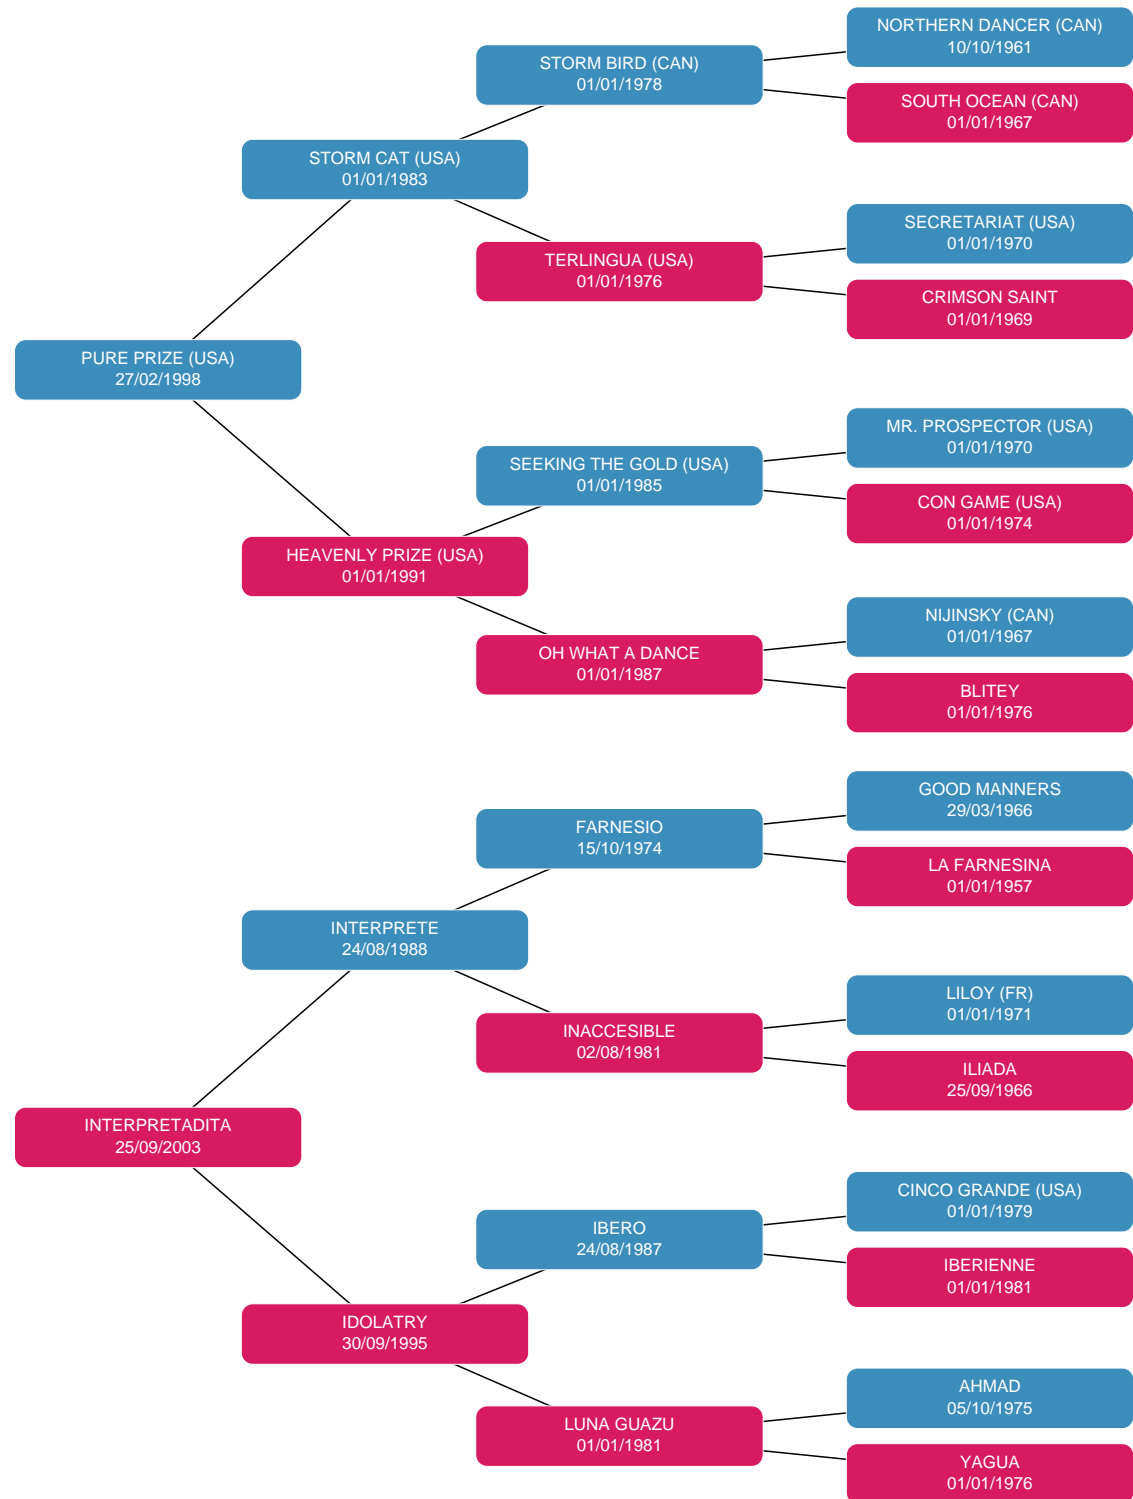 NORTHERN DANCER (CAN)
10/10/1961
STORM BIRD (CAN)
01/01/1978
SOUTH OCEAN (CAN)
01/01/1967
STORM CAT (USA)
01/01/1983
SECRETARIAT (USA)
01/01/1970
TERLINGUA (USA)
01/01/1976
CRIMSON SAINT
01/01/1969
PURE PRIZE (USA)
27/02/1998
MR. PROSPECTOR (USA)
01/01/1970
SEEKING THE GOLD (USA)
01/01/1985
CON GAME (USA)
01/01/1974
HEAVENLY PRIZE (USA)
01/01/1991
NIJINSKY (CAN)
01/01/1967
OH WHAT A DANCE
01/01/1987
BLITEY
01/01/1976
GOOD MANNERS
29/03/1966
FARNESIO
15/10/1974
LA FARNESINA
01/01/1957
INTERPRETE
24/08/1988
LILOY (FR)
01/01/1971
INACCESIBLE
02/08/1981
ILIADA
25/09/1966
INTERPRETADITA
25/09/2003
CINCO GRANDE (USA)
01/01/1979
IBERO
24/08/1987
IBERIENNE
01/01/1981
IDOLATRY
30/09/1995
AHMAD
05/10/1975
LUNA GUAZU
01/01/1981
YAGUA
01/01/1976